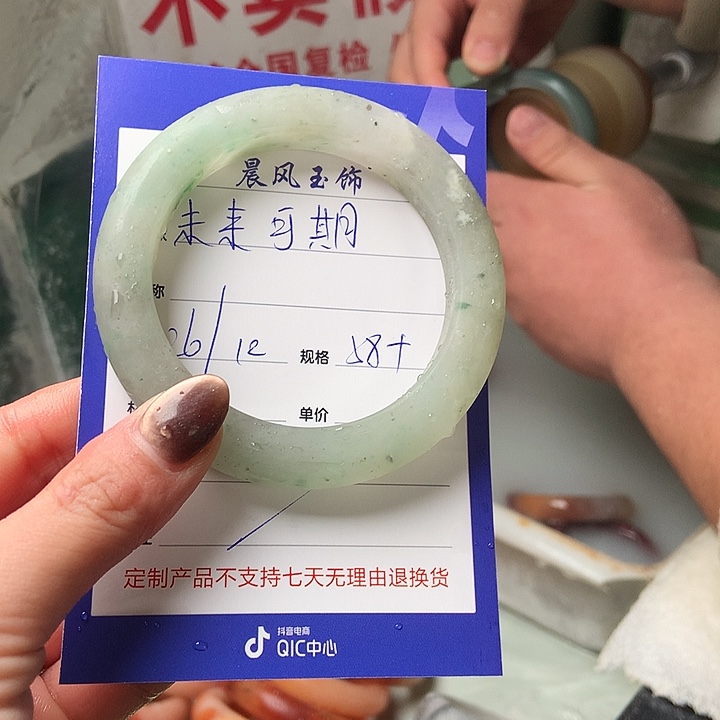 全国复检
晨风玉饰
未来可期
称
26/12 规格 58+
单价
定制产品不支持七天无理由退换货
抖音电商
QIC中心